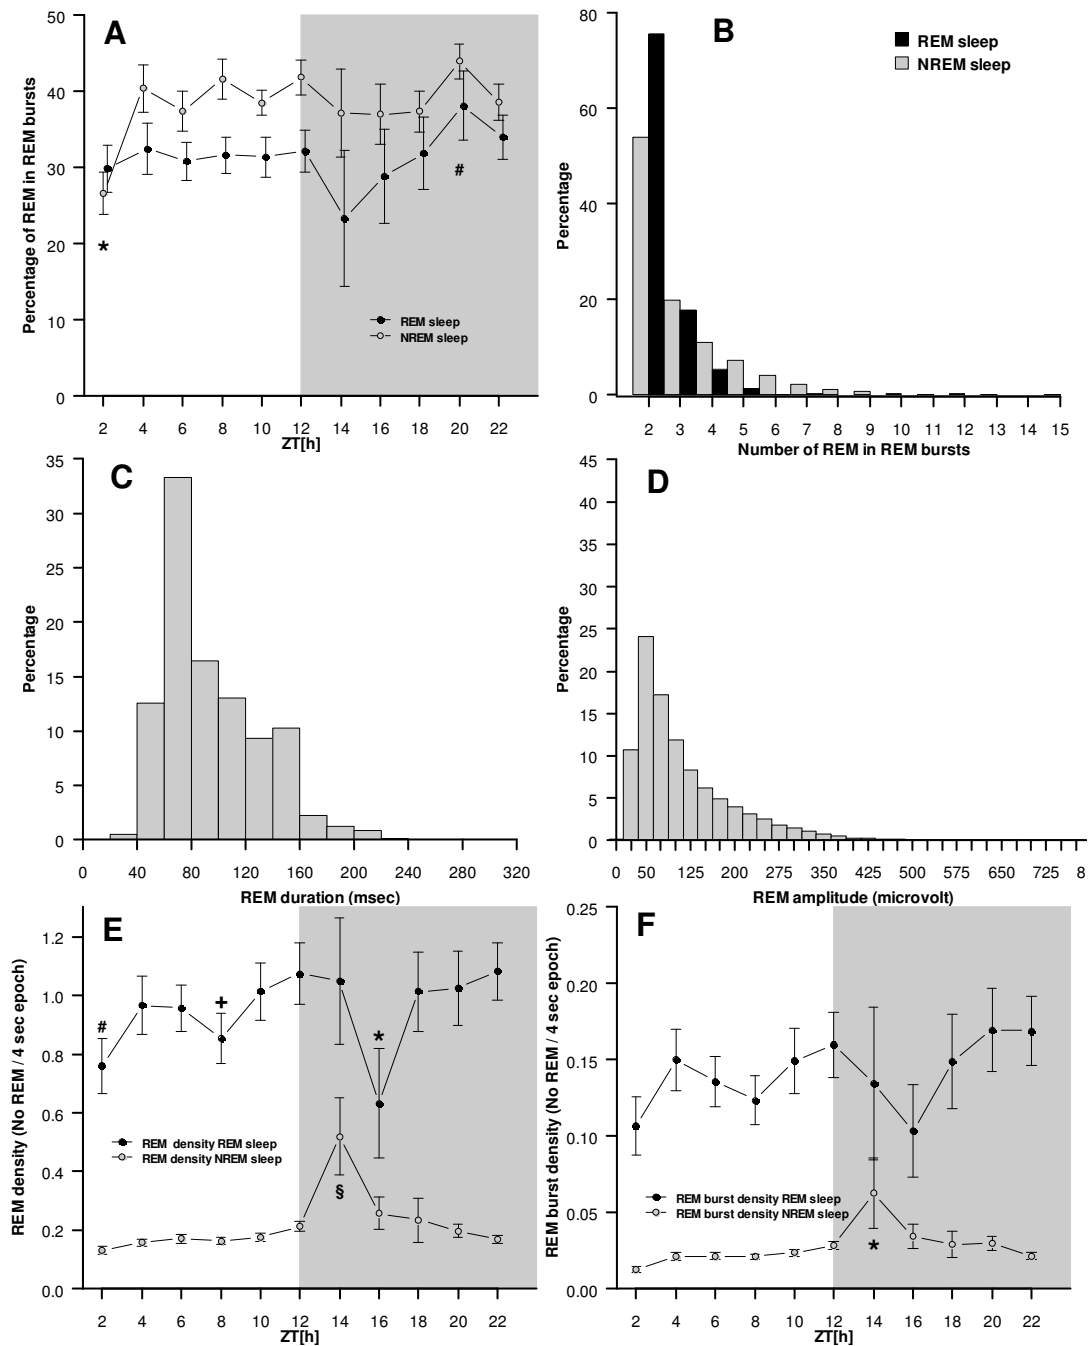 A
Percentage of REM in REM bursts
50
40
30
20
10
0
*
#
REM sleep
NREM sleep
2 4 6 8 10 12 14 16 18 20 22
ZT[h]
B
Percentage
80
60
40
20
0
REM sleep
NREM sleep
2 3 4 5 6 7 8 9 10 11 12 13 14 15
Number of REM in REM bursts
C
Percentage
35
30
25
20
15
10
5
0
0 40 80 120 160 200 240 280 320
REM duration (msec)
D
Percentage
45
40
35
30
25
20
15
10
5
0
0 50 125 200 275 350 425 500 575 650 725 8
REM amplitude (microvolt)
E
REM density (No REM / 4 sec epoch)
1.2
1.0
0.8
0.6
0.4
0.2
0.0
#
+
*
§
REM density REM sleep
REM density NREM sleep
2 4 6 8 10 12 14 16 18 20 22
ZT[h]
F
REM burst density (No REM / 4 sec epoch)
0.25
0.20
0.15
0.10
0.05
0.00
REM burst density REM sleep
REM burst density NREM sleep
*
2 4 6 8 10 12 14 16 18 20 22
ZT[h]